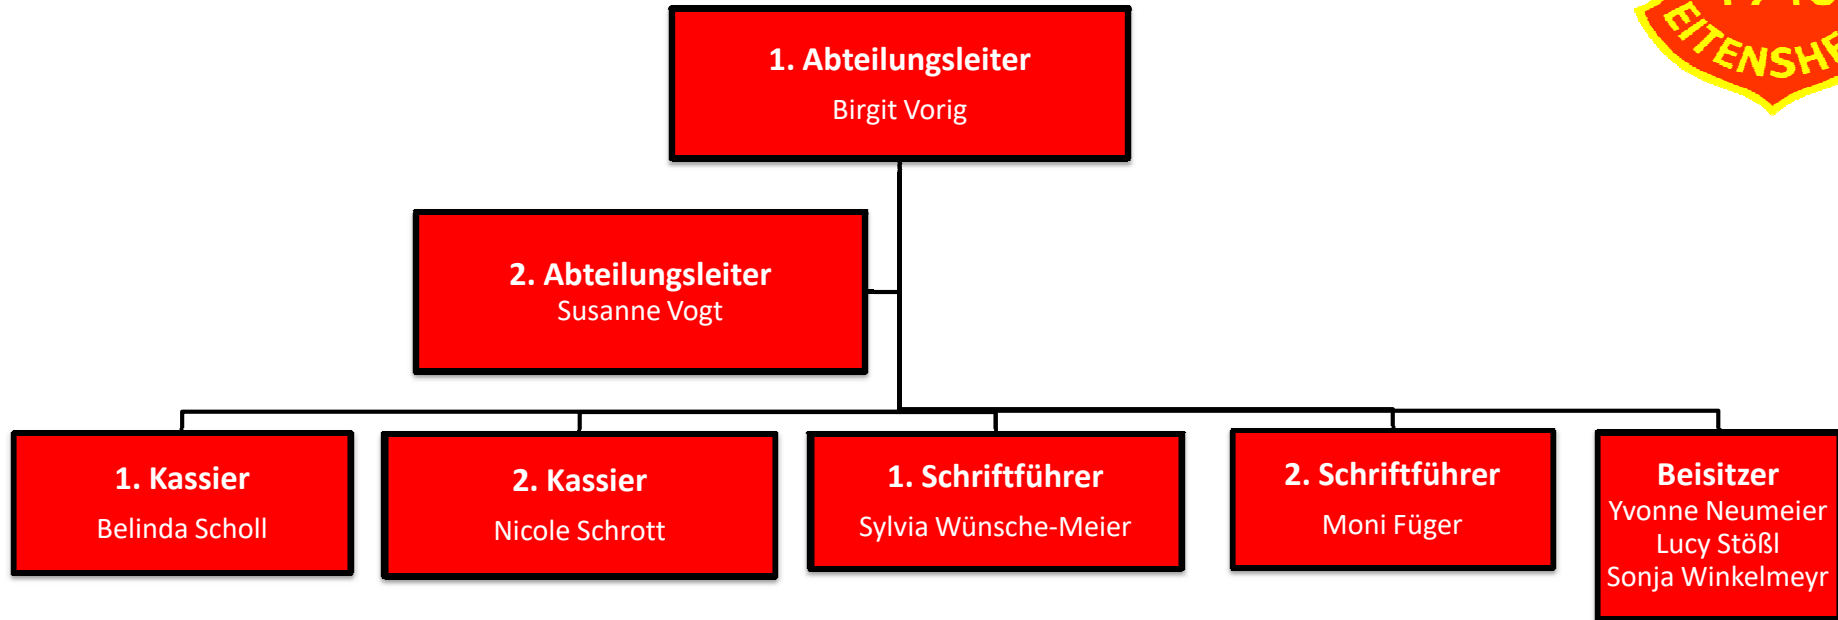 1. Abteilungsleiter
Birgit Vorig
2. Abteilungsleiter
Susanne Vogt
1. Kassier
Belinda Scholl
2. Kassier
Nicole Schrott
1. Schriftführer
Sylvia Wünsche-Meier
2. Schriftführer
Moni Füger
Beisitzer
Yvonne Neumeier
Lucy Stößl
Sonja Winkelmeyr